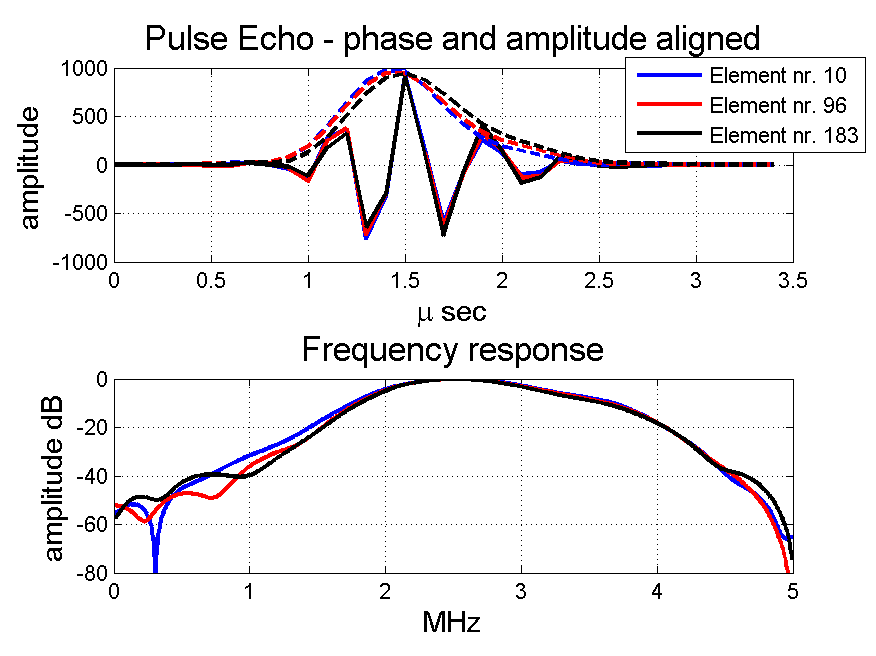 Pulse Echo - phase and amplitude aligned
Element nr. 10
Element nr. 96
Element nr. 183
amplitude
1000
500
0
-500
-1000
0 0.5 1 1.5 2 2.5 3 3.5
μ sec
Frequency response
amplitude dB
0
-20
-40
-60
-80
0 1 2 3 4 5
MHz